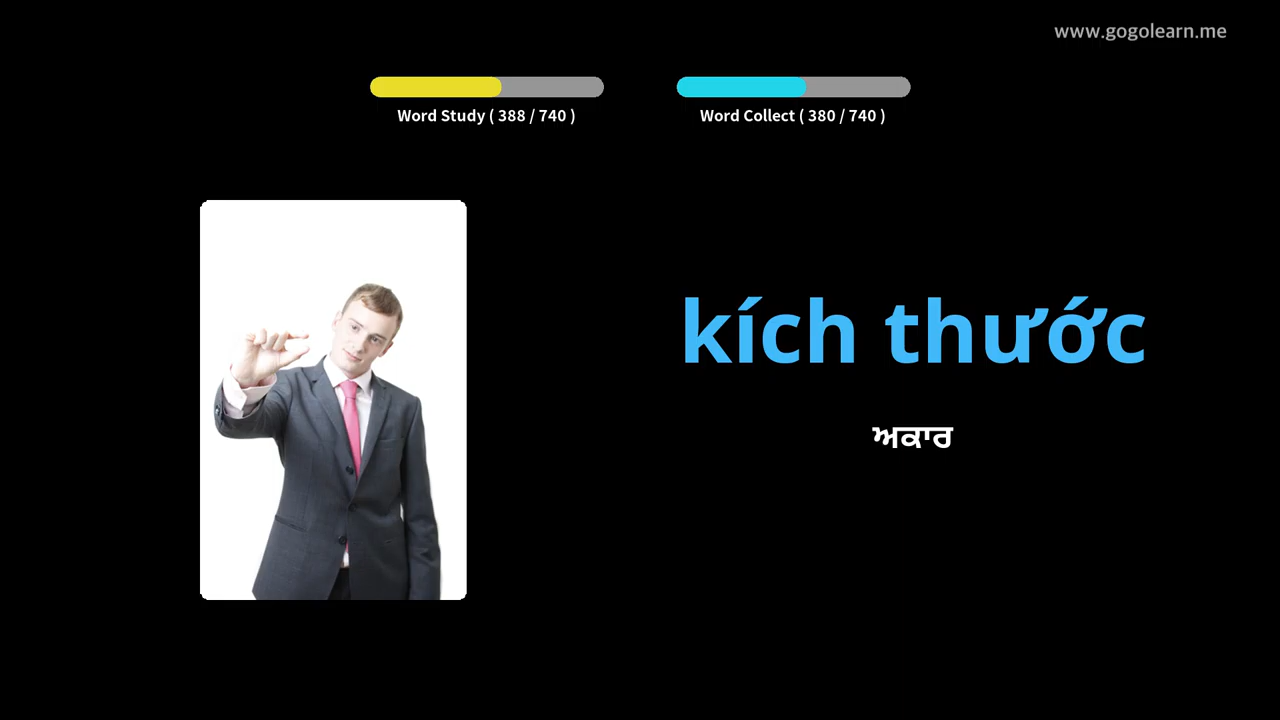 www.gogolearn.me
Word Study ( 388 / 740 )
Word Collect ( 380 / 740 )
kích thước
ਅਕਾਰ